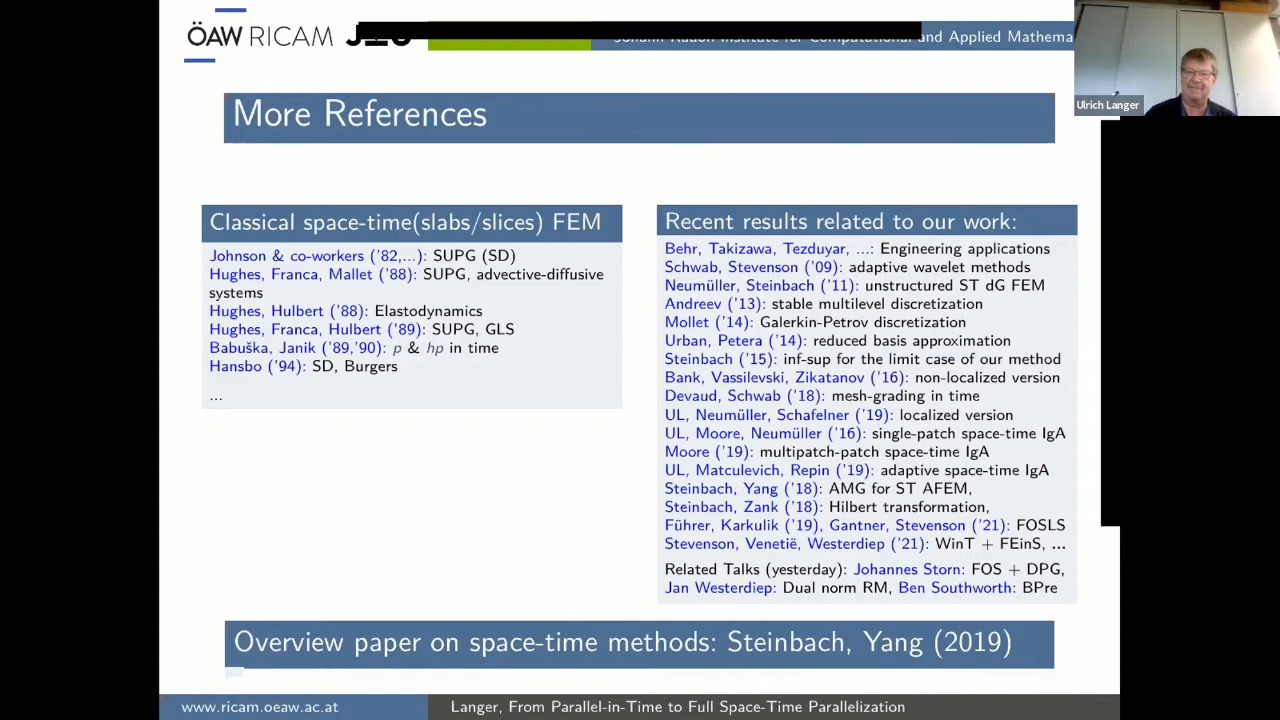 ÖAW RICAM
Johann Radon Institute for Computational and Applied Mathema
Ulrich Langer
More References
Classical space-time(slabs/slices) FEM
Johnson & co-workers ('82,...): SUPG (SD)
Hughes, Franca, Mallet ('88): SUPG, advective-diffusive
systems
Hughes, Hulbert ('88): Elastodynamics
Hughes, Franca, Hulbert ('89): SUPG, GLS
Babuška, Janik ('89,'90): p & hp in time
Hansbo ('94): SD, Burgers
...
Recent results related to our work:
Behr, Takizawa, Tezduyar, ...: Engineering applications
Schwab, Stevenson ('09): adaptive wavelet methods
Neumüller, Steinbach ('11): unstructured ST dG FEM
Andreev ('13): stable multilevel discretization
Mollet ('14): Galerkin-Petrov discretization
Urban, Petera ('14): reduced basis approximation
Steinbach ('15): inf-sup for the limit case of our method
Bank, Vassilevski, Zikatanov ('16): non-localized version
Devaud, Schwab ('18): mesh-grading in time
UL, Neumüller, Schafelner ('19): localized version
UL, Moore, Neumüller ('16): single-patch space-time IgA
Moore ('19): multipatch-patch space-time IgA
UL, Matculevich, Repin ('19): adaptive space-time IgA
Steinbach, Yang ('18): AMG for ST AFEM,
Steinbach, Zank ('18): Hilbert transformation,
Führer, Karkulik ('19), Gantner, Stevenson ('21): FOSLS
Stevenson, Venetië, Westerdiep ('21): WinT + FEinS, ...
Related Talks (yesterday): Johannes Storn: FOS + DPG,
Jan Westerdiep: Dual norm RM, Ben Southworth: BPre
Overview paper on space-time methods: Steinbach, Yang (2019)
www.ricam.oeaw.ac.at
Langer, From Parallel-in-Time to Full Space-Time Parallelization